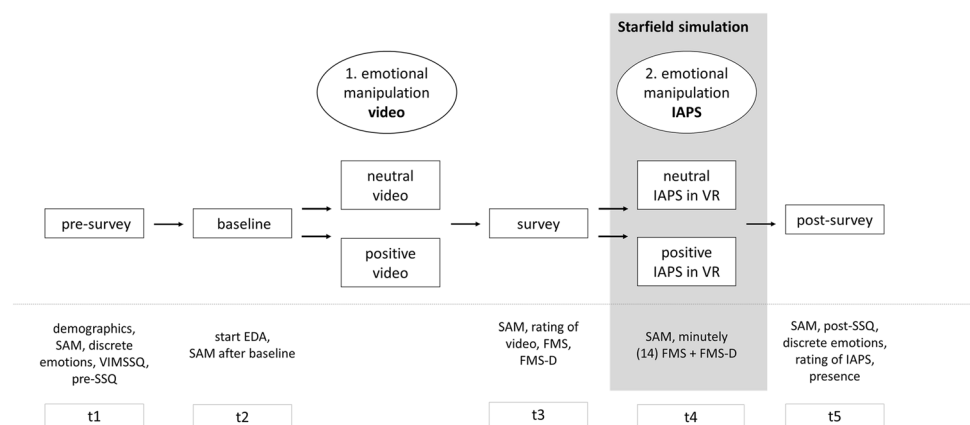 Starfield simulation
1. emotional
manipulation
video
2. emotional
manipulation
IAPS
pre-survey
baseline
neutral
video
positive
video
survey
neutral
IAPS in VR
positive
IAPS in VR
post-survey
demographics,
SAM, discrete
emotions, VIMSSQ,
pre-SSQ
start EDA,
SAM after baseline
SAM, rating of
video, FMS,
FMS-D
SAM, minutely
(14) FMS + FMS-D
SAM, post-SSQ,
discrete emotions,
rating of IAPS,
presence
t1
t2
t3
t4
t5